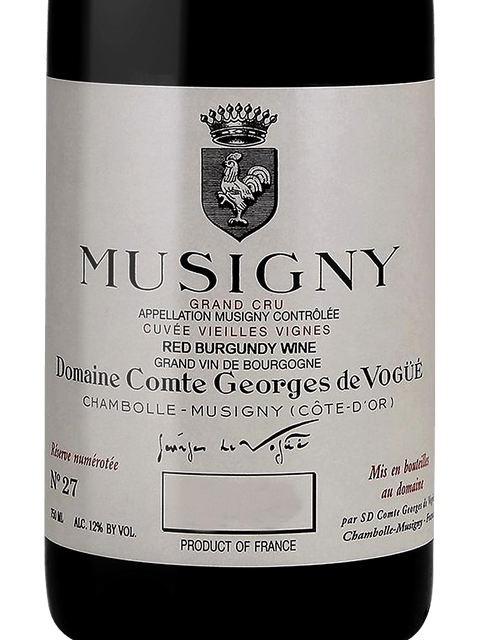 MUSIGNY
GRAND CRU
APPELLATION MUSIGNY CONTRÔLÉE
CUVÉE VIEILLES VIGNES
RED BURGUNDY WINE
GRAND VIN DE BOURGOGNE
Domaine Comte Georges de VOGÜÉ
CHAMBOLLE-MUSIGNY (CÔTE-D'OR)
Georges de Vogüé
Réserve numérotée
N° 27
750 ML ALC. 12% BY VOL.
Mis en bouteilles
au domaine
par SD Comte Georges de
Chambolle-Musigny -
PRODUCT OF FRANCE